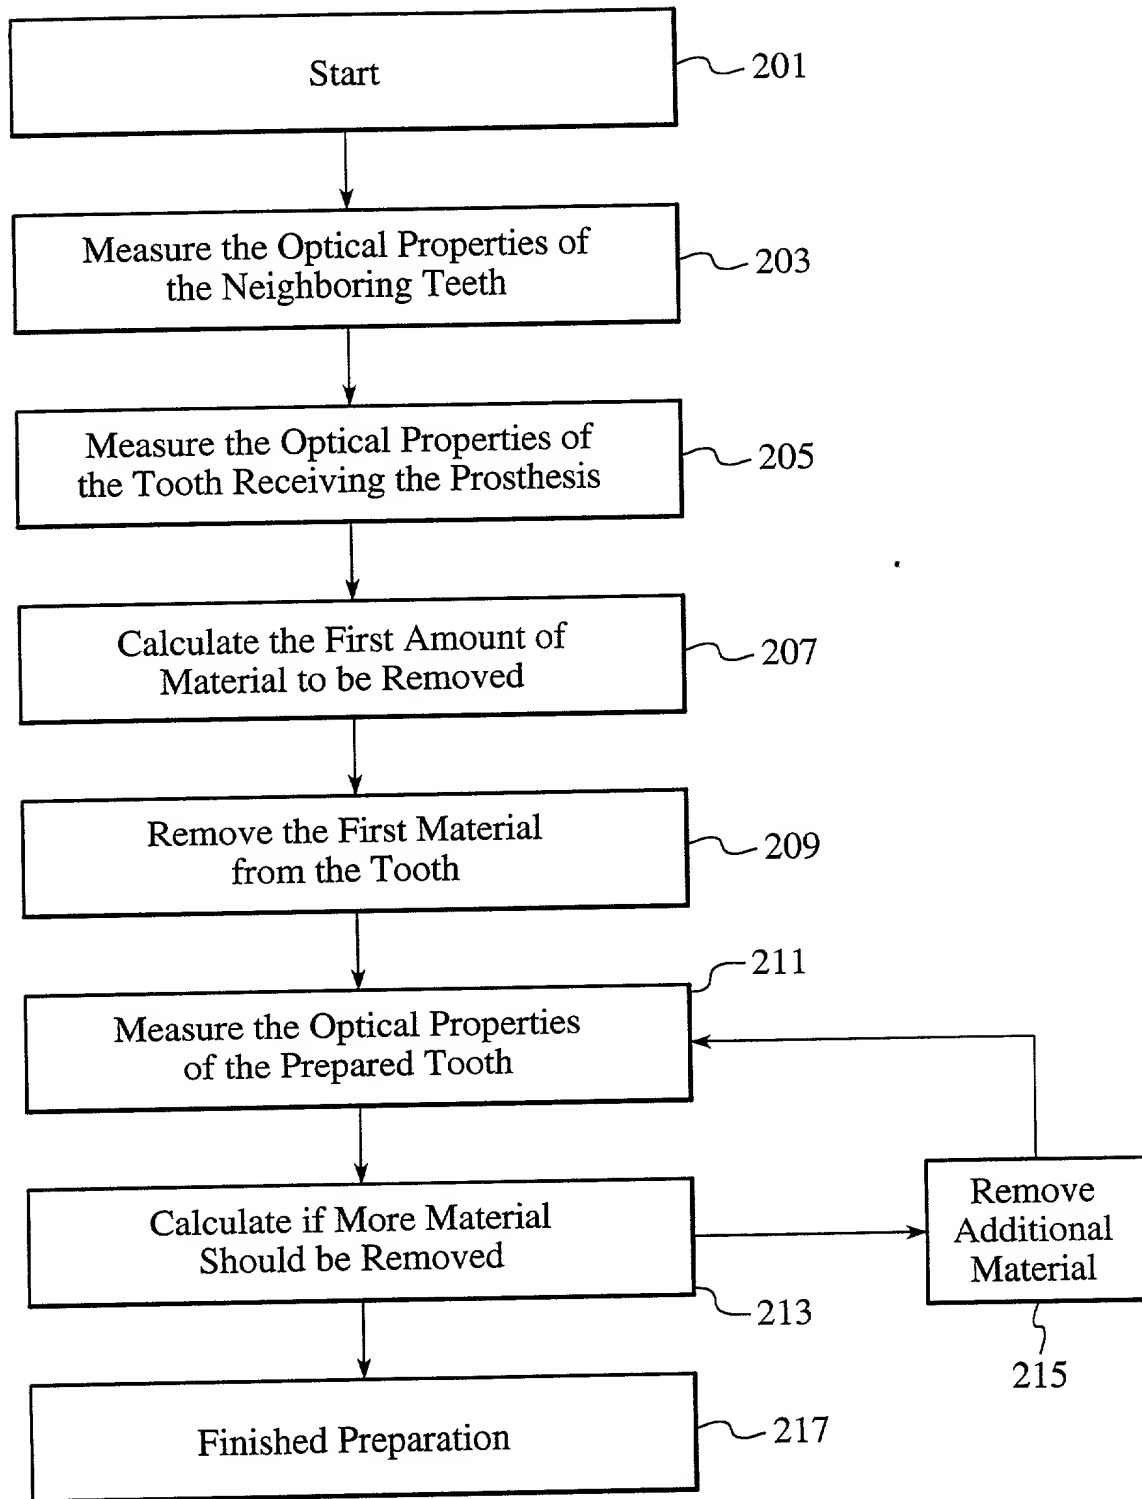 Start
201
Measure the Optical Properties of
the Neighboring Teeth
203
Measure the Optical Properties of
the Tooth Receiving the Prosthesis
205
Calculate the First Amount of
Material to be Removed
207
Remove the First Material
from the Tooth
209
211
Measure the Optical Properties
of the Prepared Tooth
Calculate if More Material
Should be Removed
213
Remove
Additional
Material
215
Finished Preparation
217